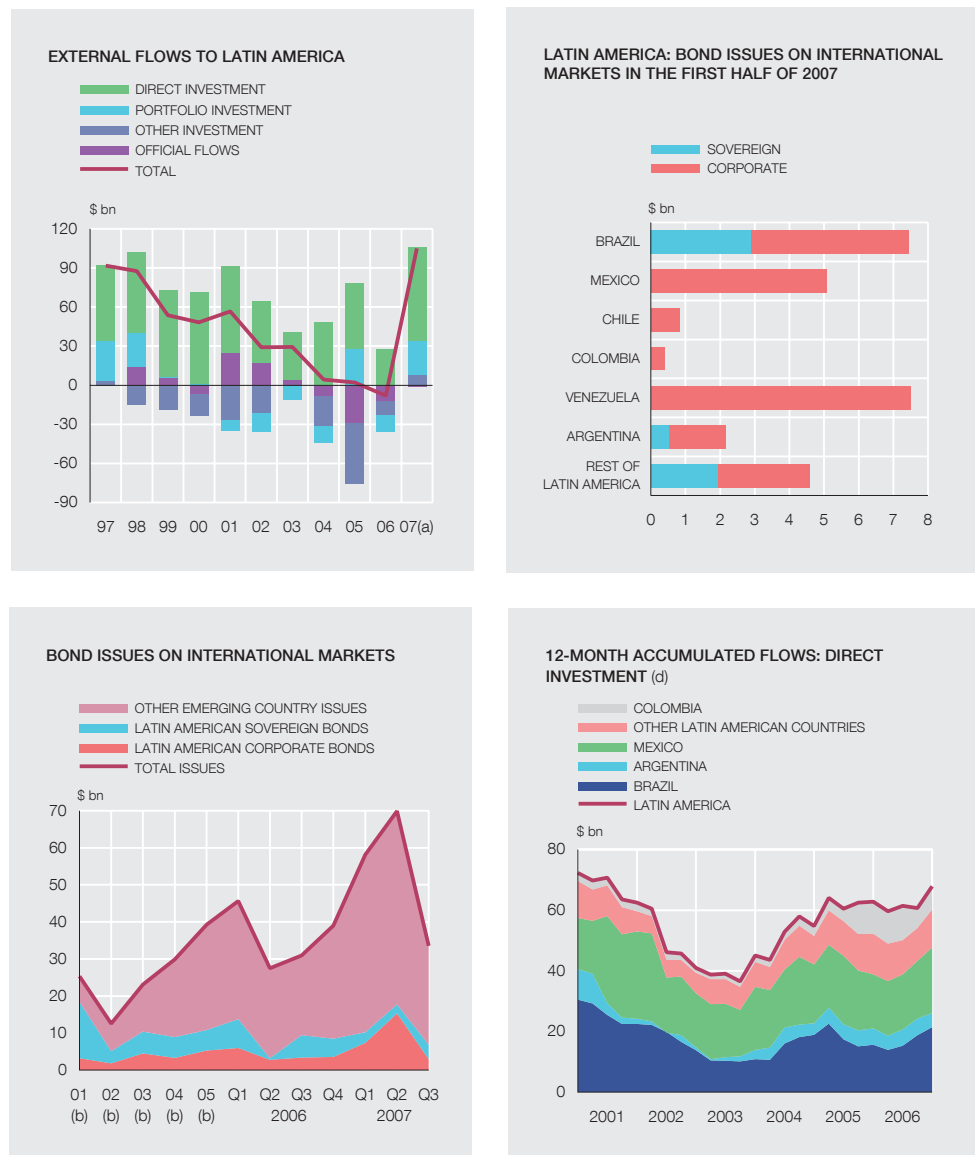 EXTERNAL FLOWS TO LATIN AMERICA
DIRECT INVESTMENT
PORTFOLIO INVESTMENT
OTHER INVESTMENT
OFFICIAL FLOWS
TOTAL
$ bn
120
90
60
30
0
-30
-60
-90
97 98 99 00 01 02 03 04 05 06 07(a)
LATIN AMERICA: BOND ISSUES ON INTERNATIONAL
MARKETS IN THE FIRST HALF OF 2007
SOVEREIGN
CORPORATE
$ bn
BRAZIL
MEXICO
CHILE
COLOMBIA
VENEZUELA
ARGENTINA
REST OF
LATIN AMERICA
0 1 2 3 4 5 6 7 8
BOND ISSUES ON INTERNATIONAL MARKETS
OTHER EMERGING COUNTRY ISSUES
LATIN AMERICAN SOVEREIGN BONDS
LATIN AMERICAN CORPORATE BONDS
TOTAL ISSUES
$ bn
70
60
50
40
30
20
10
0
01 02 03 04 05 Q1 Q2 Q3 Q4 Q1 Q2 Q3
(b) (b) (b) (b) (b) 2006 2007
12-MONTH ACCUMULATED FLOWS: DIRECT
INVESTMENT (d)
COLOMBIA
OTHER LATIN AMERICAN COUNTRIES
MEXICO
ARGENTINA
BRAZIL
LATIN AMERICA
$ bn
80
60
40
20
0
2001 2002 2003 2004 2005 2006